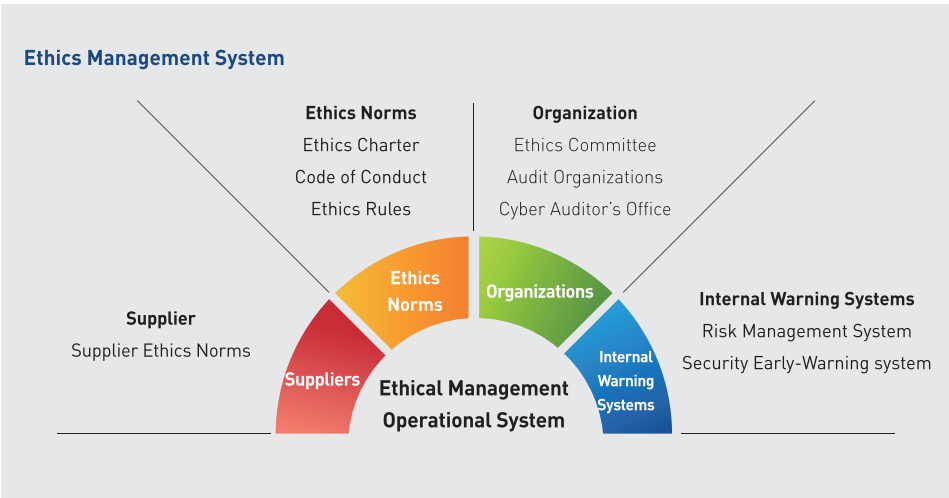 Ethics Management System
Ethics Norms
Ethics Charter
Code of Conduct
Ethics Rules
Organization
Ethics Committee
Audit Organizations
Cyber Auditor's Office
Supplier
Supplier Ethics Norms
Internal Warning Systems
Risk Management System
Security Early-Warning system
Suppliers
Ethics
Norms
Organizations
Internal
Warning
Systems
Ethical Management
Operational System